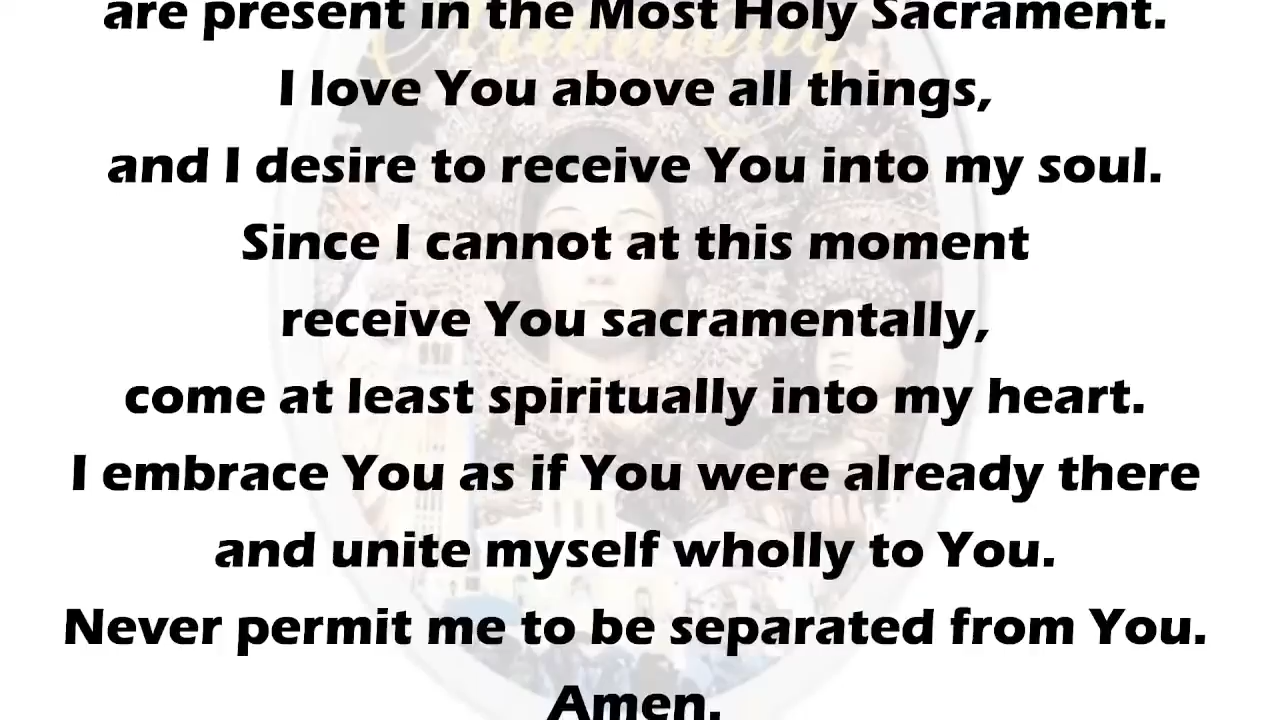 are present in the Most Holy Sacrament.
I love You above all things,
and I desire to receive You into my soul.
Since I cannot at this moment
receive You sacramentally,
come at least spiritually into my heart.
I embrace You as if You were already there
and unite myself wholly to You.
Never permit me to be separated from You.
Amen.